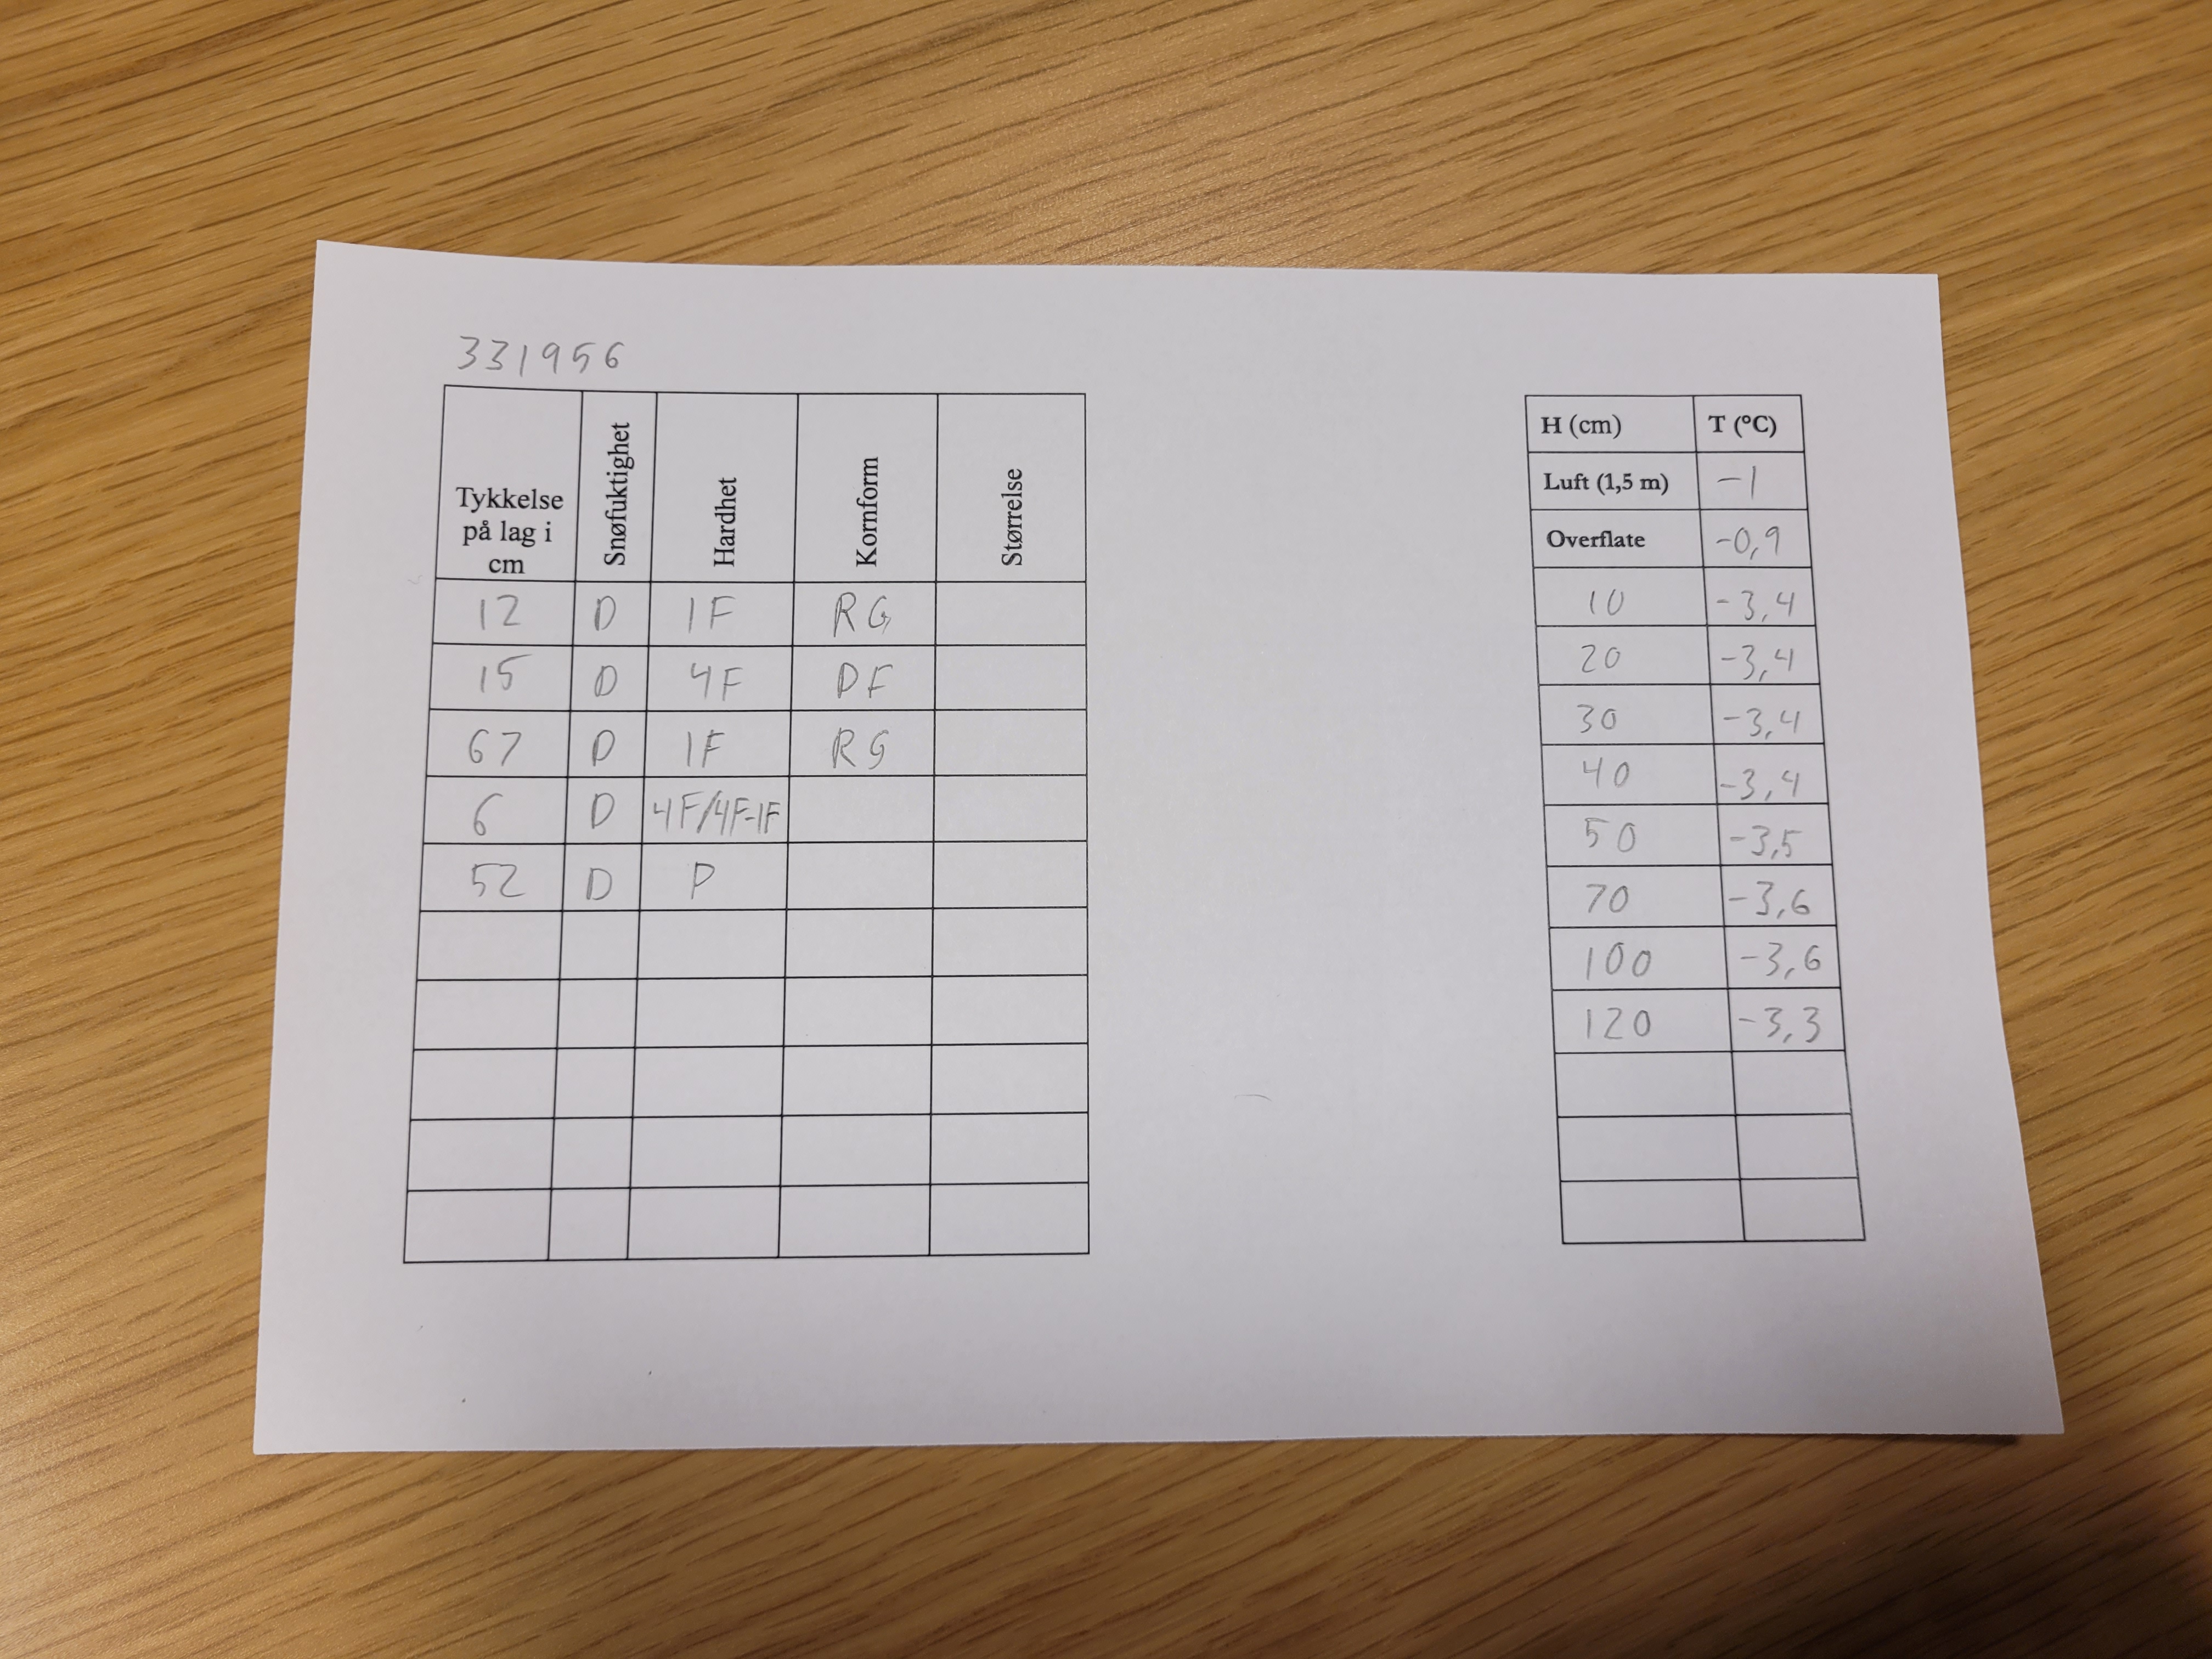 331956
Tykkelse på lag i cm Snøfuktighet Hardhet Kornform Størrelse
12 D 1F RG
15 D 4F DF
67 D 1F RG
6 D 4F/4F-1F
52 D P
H (cm) T (°C)
Luft (1,5 m) -1
Overflate -0,9
10 -3,4
20 -3,4
30 -3,4
40 -3,4
50 -3,5
70 -3,6
100 -3,6
120 -3,3